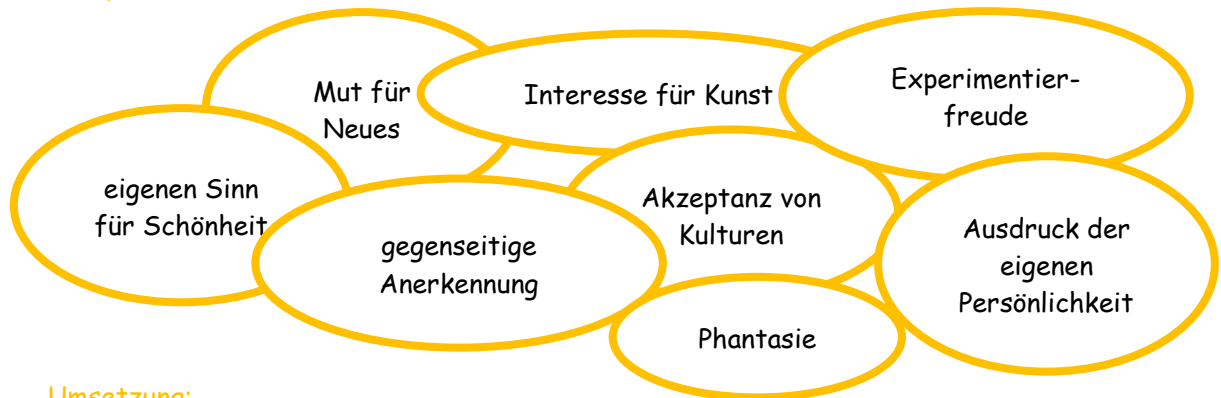 Mut für
Neues
Interesse für Kunst
Experimentier-
freude
eigenen Sinn
für Schönheit
gegenseitige
Anerkennung
Akzeptanz von
Kulturen
Ausdruck der
eigenen
Persönlichkeit
Phantasie
Umsetzung: